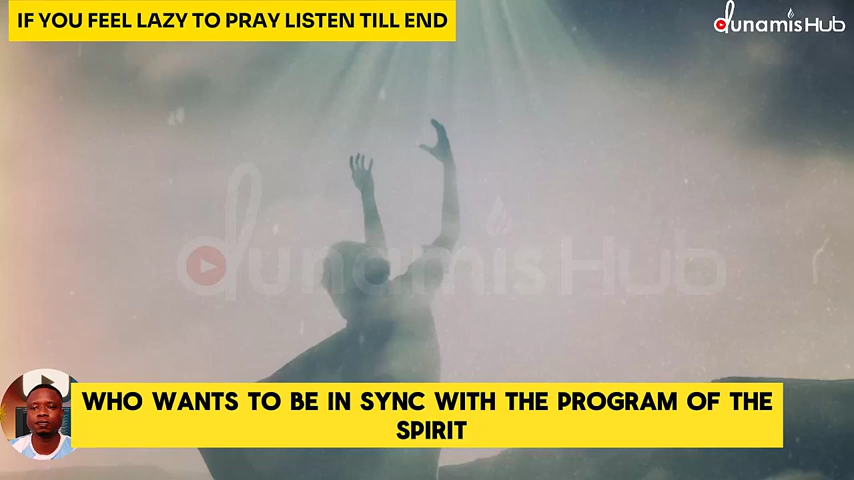 IF YOU FEEL LAZY TO PRAY LISTEN TILL END
dunamisHub
dunamisHub
WHO WANTS TO BE IN SYNC WITH THE PROGRAM OF THE
SPIRIT